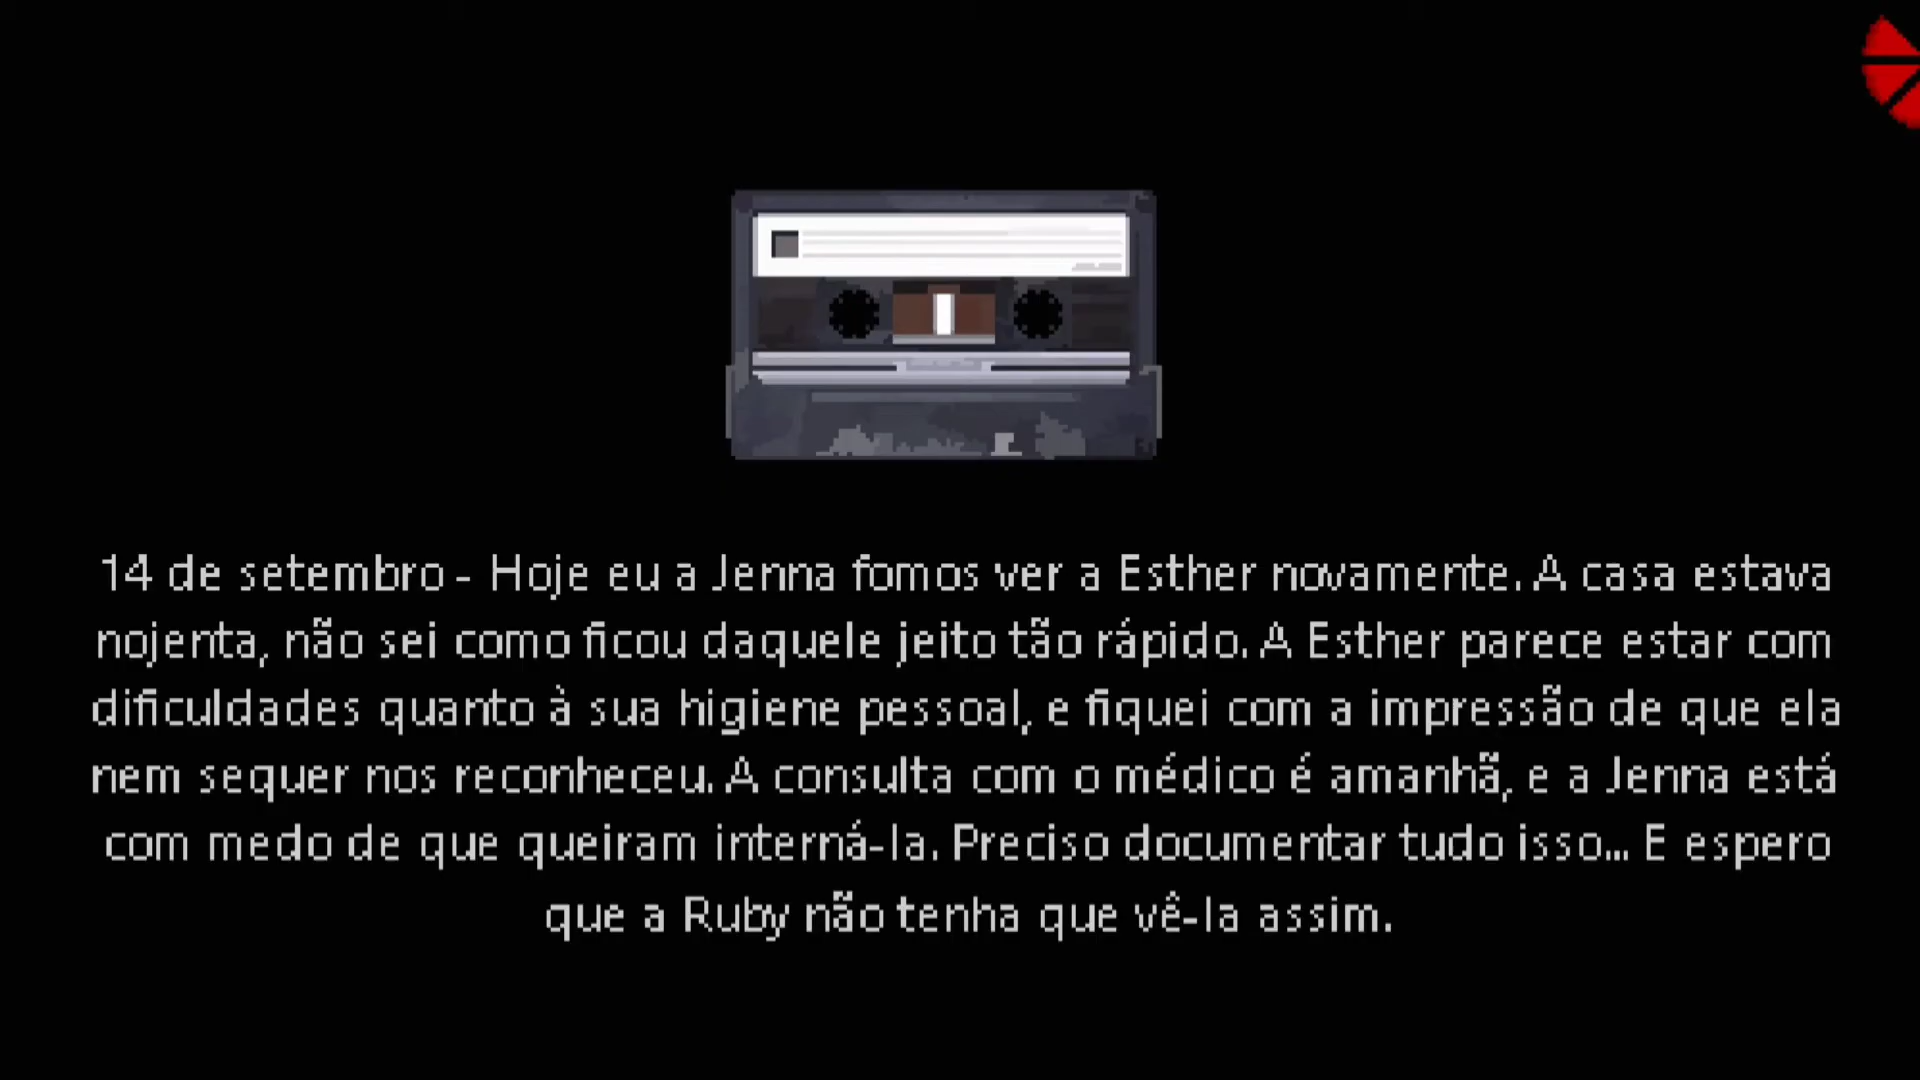 14 de setembro - Hoje eu a Jenna fomos ver a Esther novamente. A casa estava
nojenta, não sei como ficou daquele jeito tão rápido. A Esther parece estar com
dificuldades quanto à sua higiene pessoal, e fiquei com a impressão de que ela
nem sequer nos reconheceu. A consulta com o médico é amanhã, e a Jenna está
com medo de que queiram interná-la. Preciso documentar tudo isso... E espero
que a Ruby não tenha que vê-la assim.